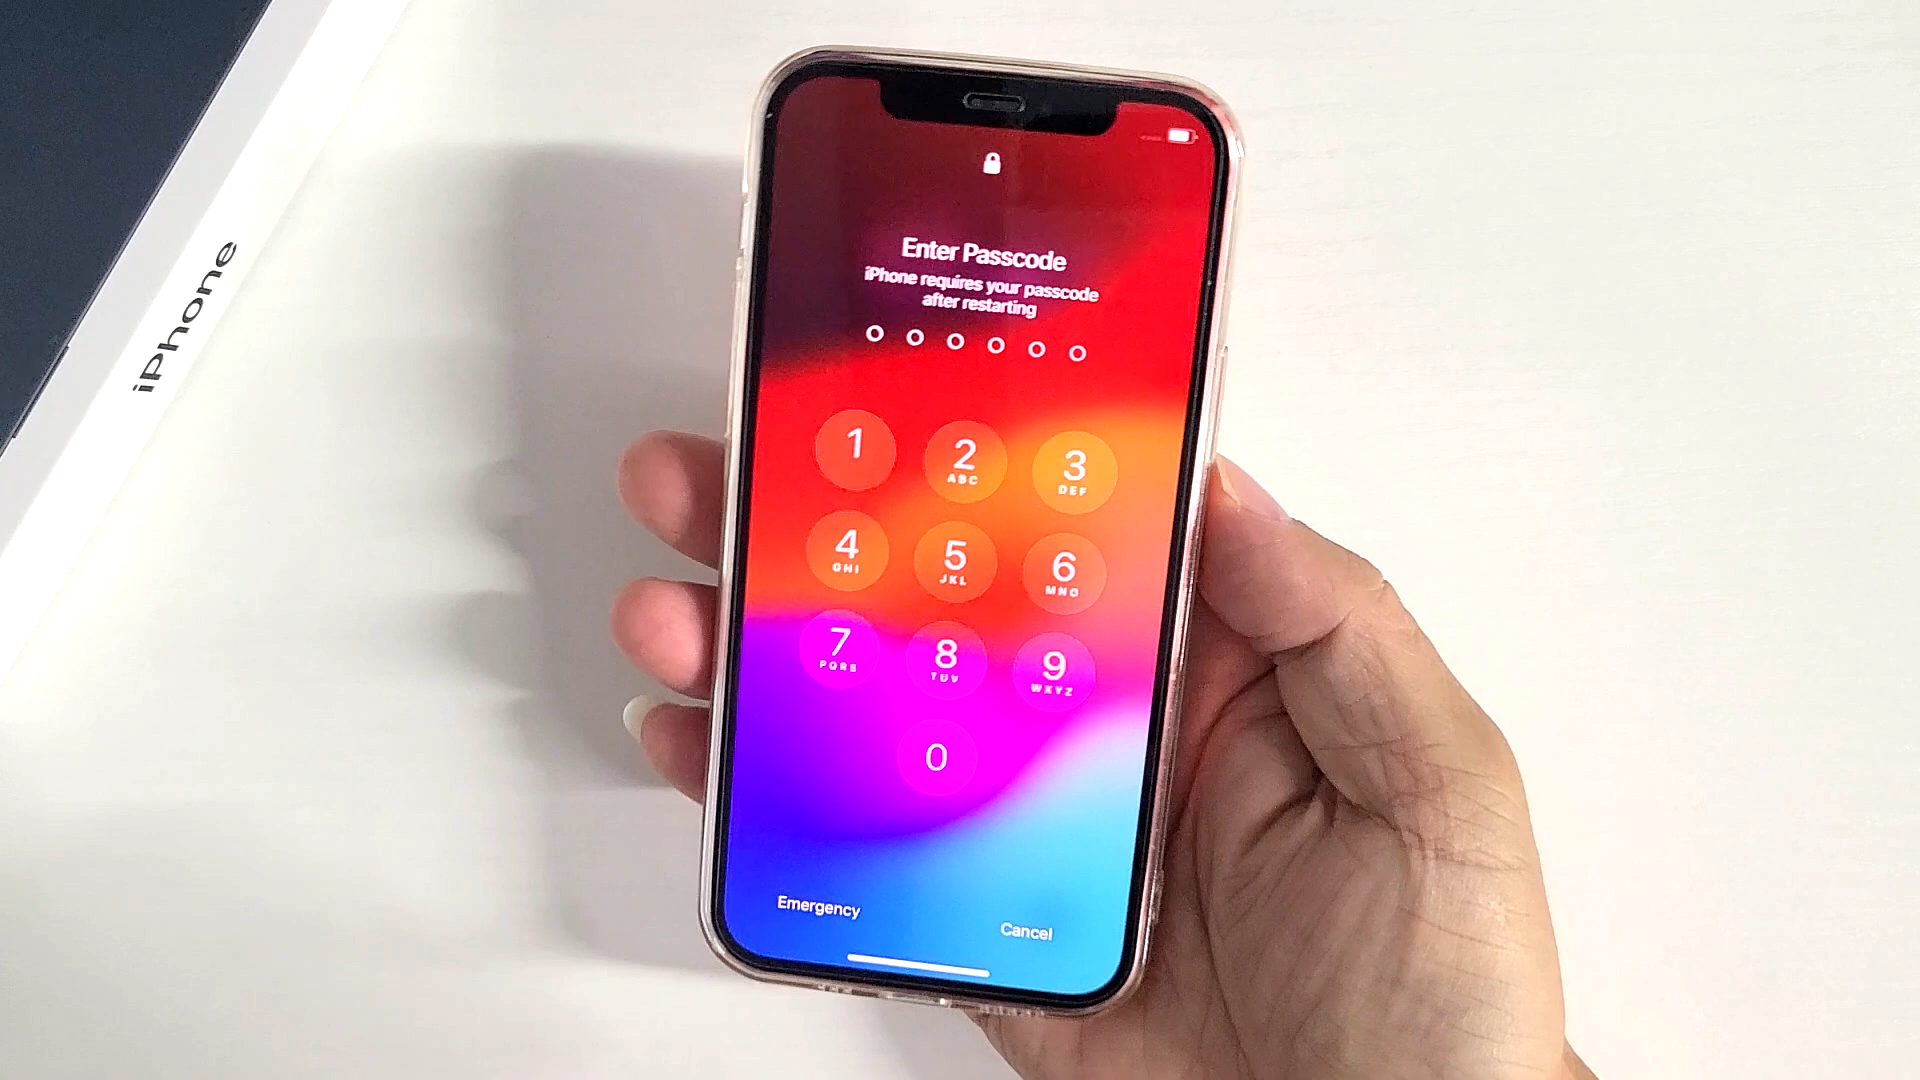 iPhone
Enter Passcode
iPhone requires your passcode
after restarting
1
2
ABC
3
DEF
4
GHI
5
JKL
6
MNO
7
PQRS
8
TUV
9
WXYZ
0
Emergency
Cancel